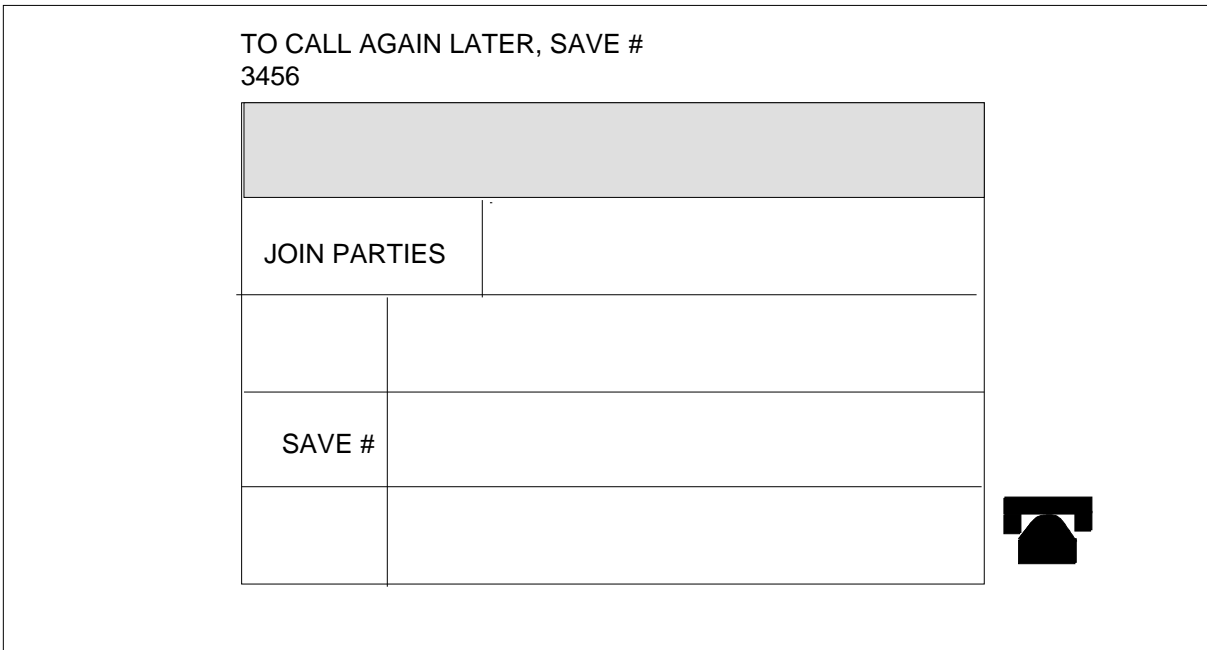 TO CALL AGAIN LATER, SAVE #
3456
JOIN PARTIES
SAVE #